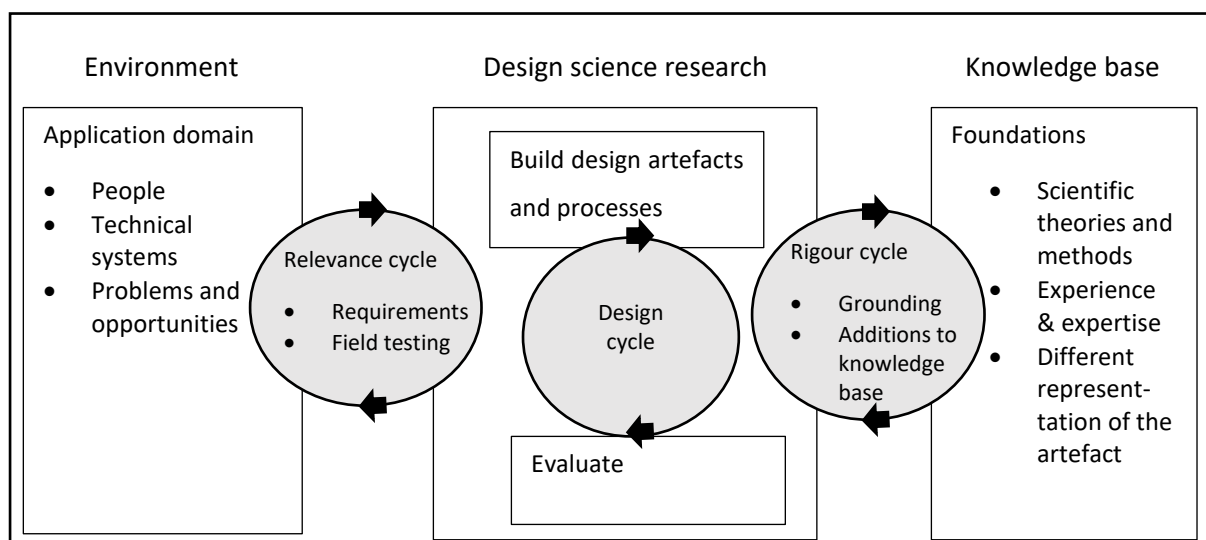 Environment
Design science research
Knowledge base
Application domain
• People
• Technical
systems
• Problems and
opportunities
Relevance cycle
• Requirements
• Field testing
Build design artefacts
and processes
Design
cycle
Evaluate
Rigour cycle
• Grounding
• Additions to
knowledge
base
Foundations
• Scientific
theories and
methods
• Experience
& expertise
• Different
represent-
tation of the
artefact